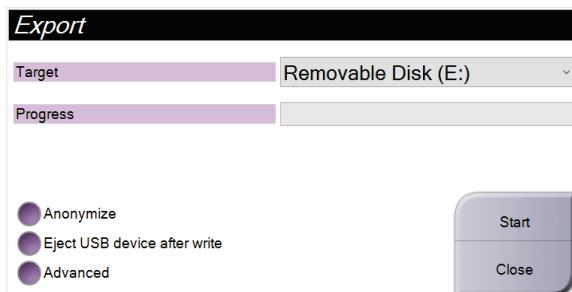 Export
Target
Removable Disk (E:)
Progress
Anonymize
Eject USB device after write
Advanced
Start
Close